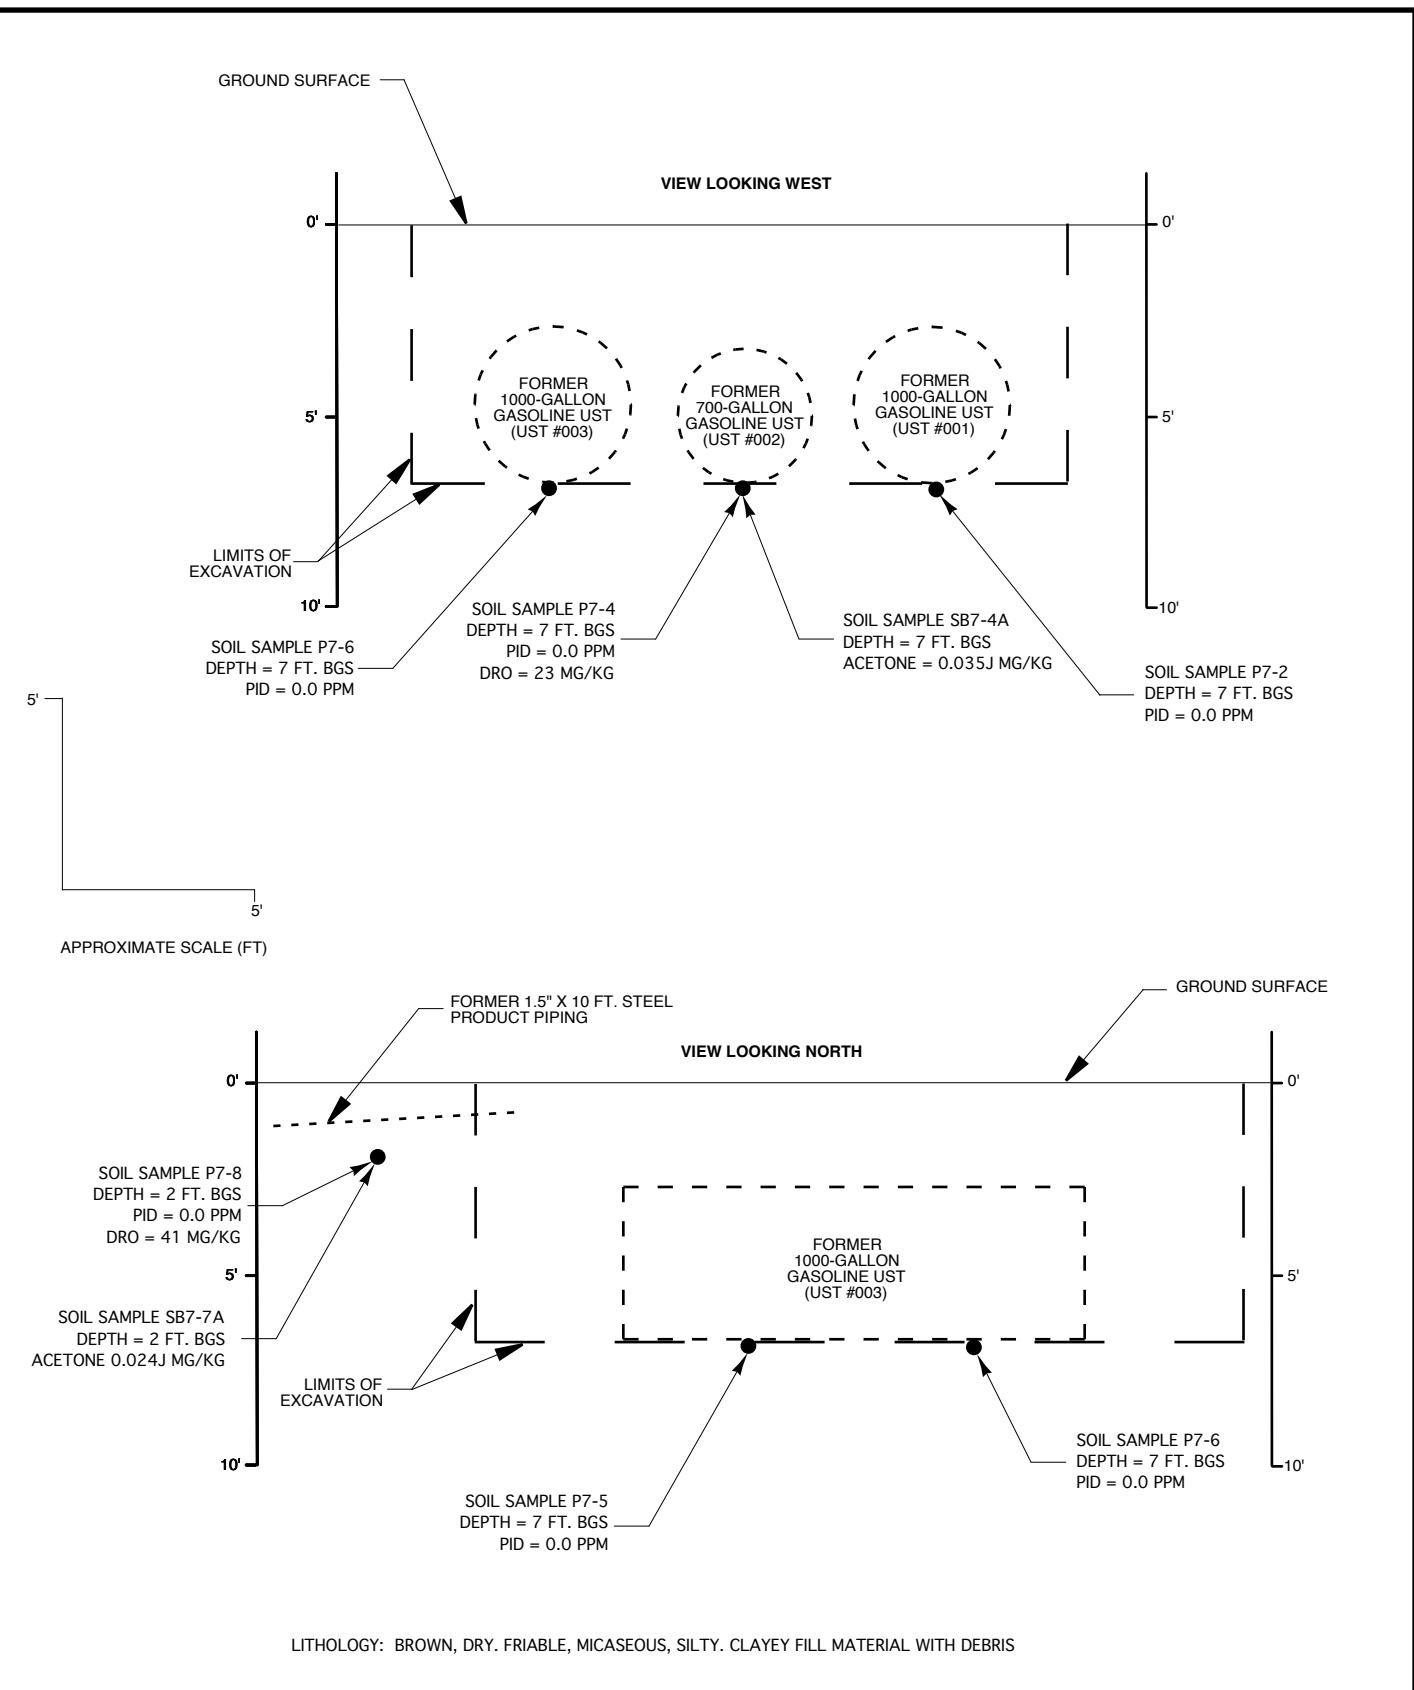 GROUND SURFACE
VIEW LOOKING WEST
0'
0'
FORMER
1000-GALLON
GASOLINE UST
(UST #003)
FORMER
700-GALLON
GASOLINE UST
(UST #002)
FORMER
1000-GALLON
GASOLINE UST
(UST #001)
5'
5'
LIMITS OF
EXCAVATION
10'
10'
SOIL SAMPLE P7-6
DEPTH = 7 FT. BGS
PID = 0.0 PPM
SOIL SAMPLE P7-4
DEPTH = 7 FT. BGS
PID = 0.0 PPM
DRO = 23 MG/KG
SOIL SAMPLE SB7-4A
DEPTH = 7 FT. BGS
ACETONE = 0.035J MG/KG
SOIL SAMPLE P7-2
DEPTH = 7 FT. BGS
PID = 0.0 PPM
5'
5'
APPROXIMATE SCALE (FT)
FORMER 1.5" X 10 FT. STEEL
PRODUCT PIPING
GROUND SURFACE
VIEW LOOKING NORTH
0'
0'
SOIL SAMPLE P7-8
DEPTH = 2 FT. BGS
PID = 0.0 PPM
DRO = 41 MG/KG
FORMER
1000-GALLON
GASOLINE UST
(UST #003)
5'
5'
SOIL SAMPLE SB7-7A
DEPTH = 2 FT. BGS
ACETONE 0.024J MG/KG
LIMITS OF
EXCAVATION
10'
10'
SOIL SAMPLE P7-5
DEPTH = 7 FT. BGS
PID = 0.0 PPM
SOIL SAMPLE P7-6
DEPTH = 7 FT. BGS
PID = 0.0 PPM
LITHOLOGY: BROWN, DRY. FRIABLE, MICASEOUS, SILTY. CLAYEY FILL MATERIAL WITH DEBRIS